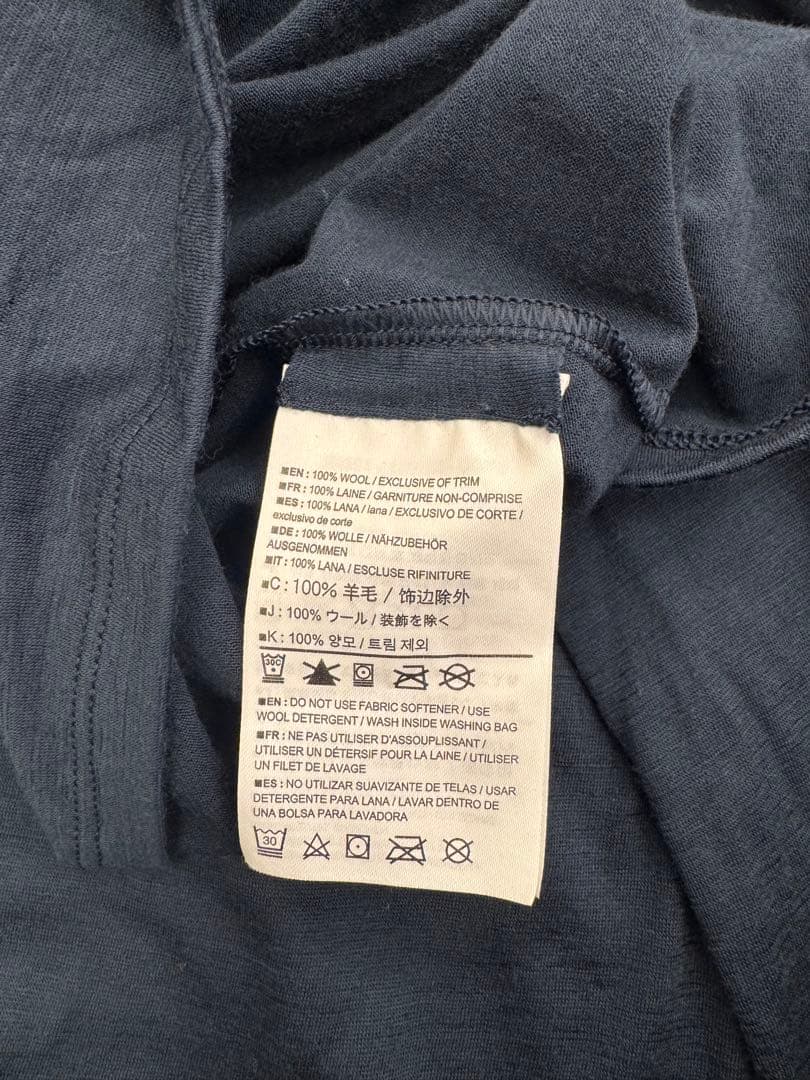 ■EN: 100% WOOL / EXCLUSIVE OF TRIM
■FR: 100% LAINE / GARNITURE NON-COMPRISE
■ES: 100% LANA / lana / EXCLUSIVO DE CORTE /
exclusivo de corte
■DE: 100% WOLLE / NÄHZUBEHÖR
AUSGENOMMEN
■IT: 100% LANA / ESCLUSE RIFINITURE
■C: 100% 羊毛 / 饰边除外
■J: 100% ウール / 装飾を除く
■K: 100% 양모 / 트림 제외
30C
■EN: DO NOT USE FABRIC SOFTENER / USE
WOOL DETERGENT / WASH INSIDE WASHING BAG
■FR: NE PAS UTILISER D'ASSOUPLISSANT /
UTILISER UN DÉTERSIF POUR LA LAINE / UTILISER
UN FILET DE LAVAGE
■ES: NO UTILIZAR SUAVIZANTE DE TELAS / USAR
DETERGENTE PARA LANA / LAVAR DENTRO DE
UNA BOLSA PARA LAVADORA
30